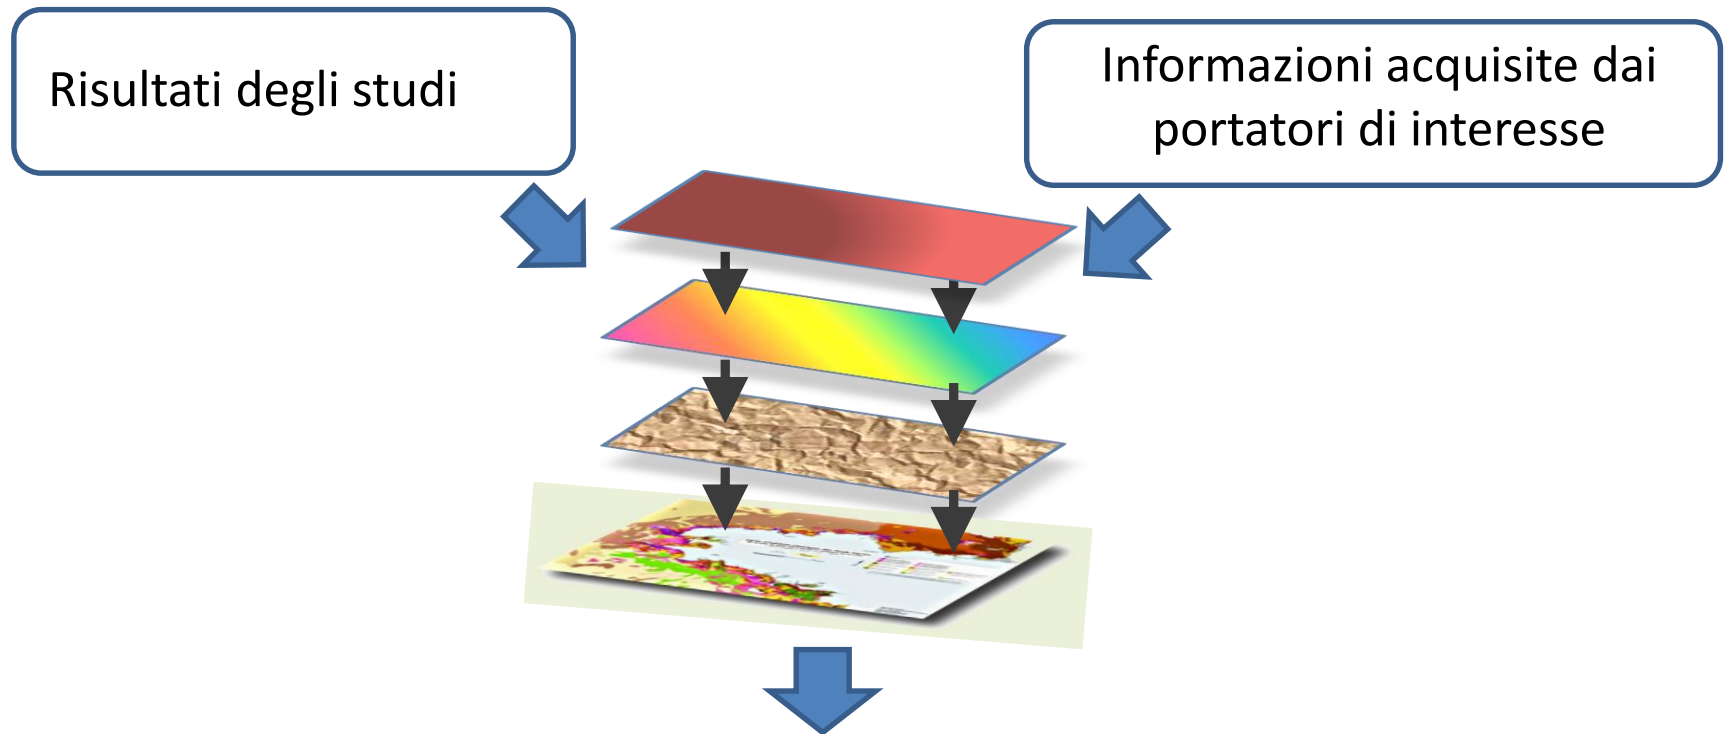 Risultati degli studi
Informazioni acquisite dai
portatori di interesse